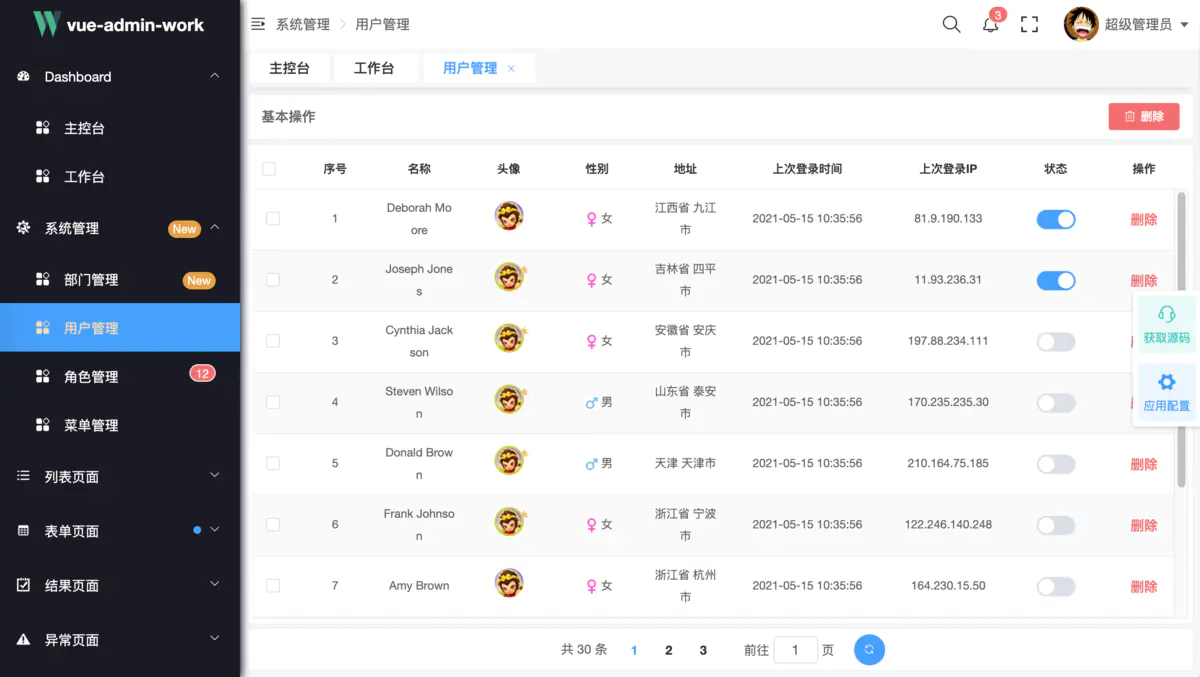 vue-admin-work
系统管理
用户管理
3
超级管理员
Dashboard
主控台
工作台
系统管理
New
部门管理
New
用户管理
角色管理
12
菜单管理
列表页面
表单页面
结果页面
异常页面
主控台
工作台
用户管理 ×
基本操作
删除
序号 名称 头像 性别 地址 上次登录时间 上次登录IP 状态 操作
1 Deborah Mo 女 江西省 九江 2021-05-15 10:35:56 81.9.190.133 删除
ore 市
2 Joseph Jone 女 吉林省 四平 2021-05-15 10:35:56 11.93.236.31 删除
s 市
3 Cynthia Jack 女 安徽省 安庆 2021-05-15 10:35:56 197.88.234.111
son 市
4 Steven Wilso 男 山东省 泰安 2021-05-15 10:35:56 170.235.235.30
n 市
5 Donald Brow 男 天津 天津市 2021-05-15 10:35:56 210.164.75.185 删除
n
6 Frank Johnso 女 浙江省 宁波 2021-05-15 10:35:56 122.246.140.248 删除
n 市
7 Amy Brown 女 浙江省 杭州 2021-05-15 10:35:56 164.230.15.50 删除
市
获取源码
应用配置
共 30 条 1 2 3 前往 1 页